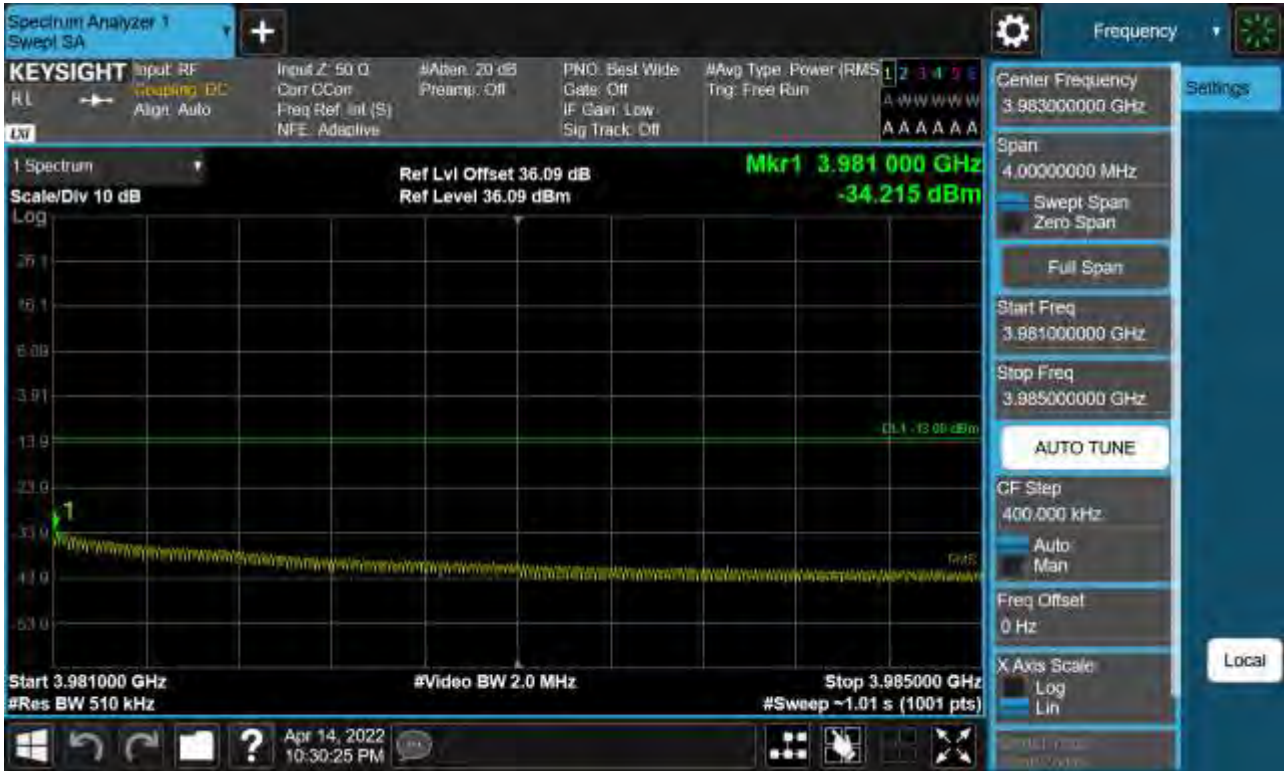 Spectrum Analyzer 1
Swept SA
Frequency
KEYSIGHT
RL
LXI
Input: RF
Coupling: DC
Align: Auto
Input Z: 50 Ω
Corr CCorr
Freq Ref: Int (S)
NFE: Adaptive
#Atten: 20 dB
Preamp: Off
PNO: Best Wide
Gate: Off
IF Gain: Low
Sig Track: Off
#Avg Type: Power (RMS
Trig: Free Run
1 2 3 4 5 6
A W W W W W
A A A A A A
1 Spectrum
Scale/Div 10 dB
Log
Ref Lvl Offset 36.09 dB
Ref Level 36.09 dBm
Mkr1 3.981 000 GHz
-34.215 dBm
26.1
16.1
6.09
-3.91
-13.9
-23.9
-33.9
-43.9
-53.9
DL1 -13.00 dBm
1
RMS
Start 3.981000 GHz
#Res BW 510 kHz
#Video BW 2.0 MHz
Stop 3.985000 GHz
#Sweep ~1.01 s (1001 pts)
?
Apr 14, 2022
10:30:25 PM
Center Frequency
3.983000000 GHz
Span
4.00000000 MHz
Swept Span
Zero Span
Full Span
Start Freq
3.981000000 GHz
Stop Freq
3.985000000 GHz
AUTO TUNE
CF Step
400.000 kHz
Auto
Man
Freq Offset
0 Hz
X Axis Scale
Log
Lin
Settings
Local